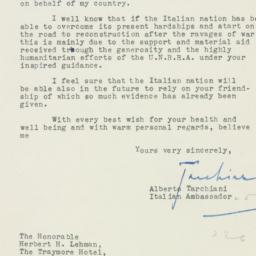 on behalf of my country.
I well know that if the Italian nation has be
able to overcome its present hardships and start on
the road to reconstruction after the ravages of war
this is mainly due to the support and material aid
received through the generosity and the highly
humanitarian efforts of the U.N.R.R.A. under your
inspired guidance.
I feel sure that the Italian nation will
be able also in the future to rely on your friend-
ship of which so much evidence has already been
given.
With every best wish for your health and
well being and with warm personal regards, believe
me
Yours very sincerely,
Tarchiani
Alberto Tarchiani
Italian Ambassador
The Honorable
Herbert H. Lehman,
The Traymore Hotel,